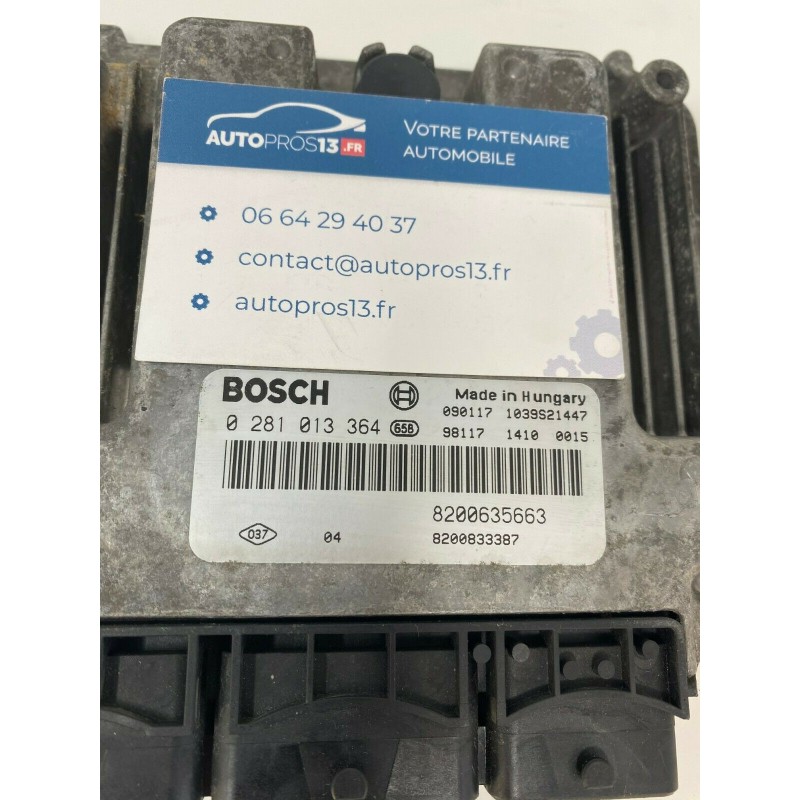 AUTOPROS13.FR
VOTRE PARTENAIRE
AUTOMOBILE
06 64 29 40 37
contact@autopros13.fr
autopros13.fr
BOSCH
Made in Hungary
0 281 013 364 65B
090117 1039S21447
98117 1410 0015
8200635663
037 04 8200833387